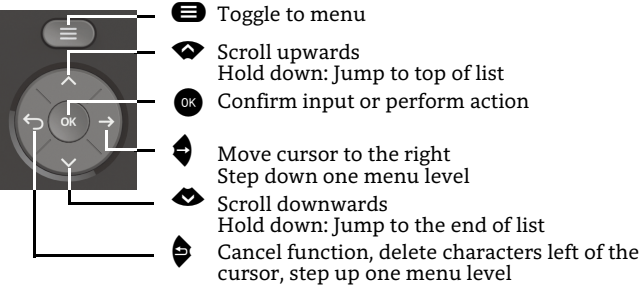 Toggle to menu
Scroll upwards
Hold down: Jump to top of list
OK Confirm input or perform action
OK
Move cursor to the right
Step down one menu level
Scroll downwards
Hold down: Jump to the end of list
Cancel function, delete characters left of the
cursor, step up one menu level